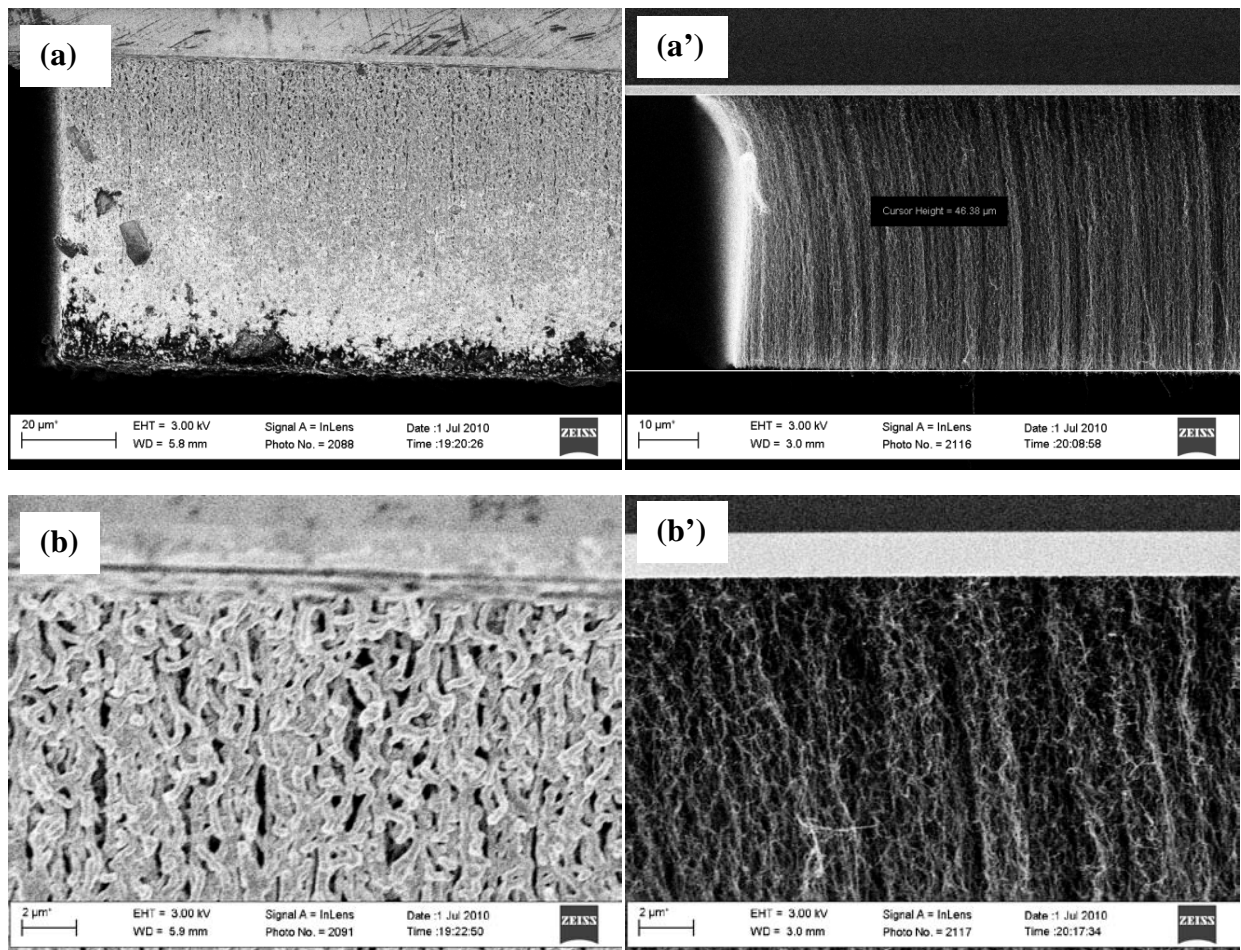 (a)
20 µm* EHT = 3.00 kV Signal A = InLens Date :1 Jul 2010 ZEISS
WD = 5.8 mm Photo No. = 2088 Time :19:20:26
(a’)
Cursor Height = 46.38 µm
10 µm* EHT = 3.00 kV Signal A = InLens Date :1 Jul 2010 ZEISS
WD = 3.0 mm Photo No. = 2116 Time :20:08:58
(b)
2 µm* EHT = 3.00 kV Signal A = InLens Date :1 Jul 2010 ZEISS
WD = 5.9 mm Photo No. = 2091 Time :19:22:50
(b’)
2 µm* EHT = 3.00 kV Signal A = InLens Date :1 Jul 2010 ZEISS
WD = 3.0 mm Photo No. = 2117 Time :20:17:34